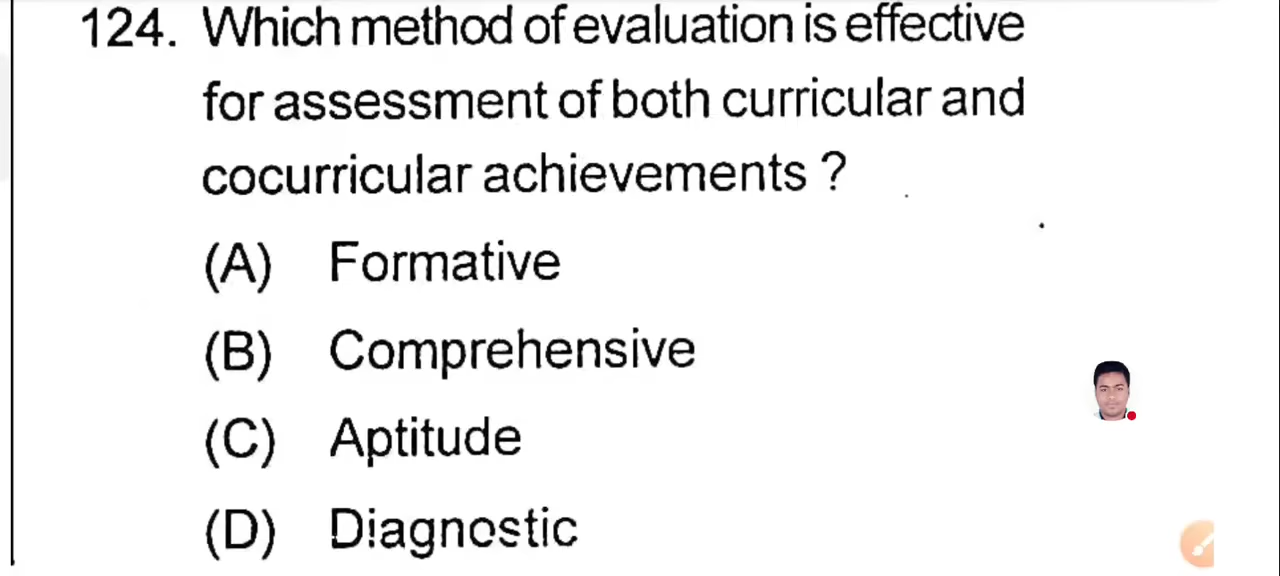 124. Which method of evaluation is effective
for assessment of both curricular and
cocurricular achievements ?
(A) Formative
(B) Comprehensive
(C) Aptitude
(D) Diagnostic